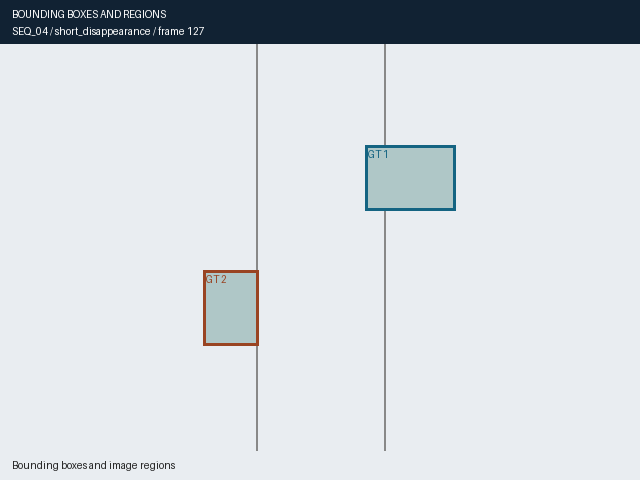 BOUNDING BOXES AND REGIONS
SEQ_04 / short_disappearance / frame 127
GT1
GT2
Bounding boxes and image regions